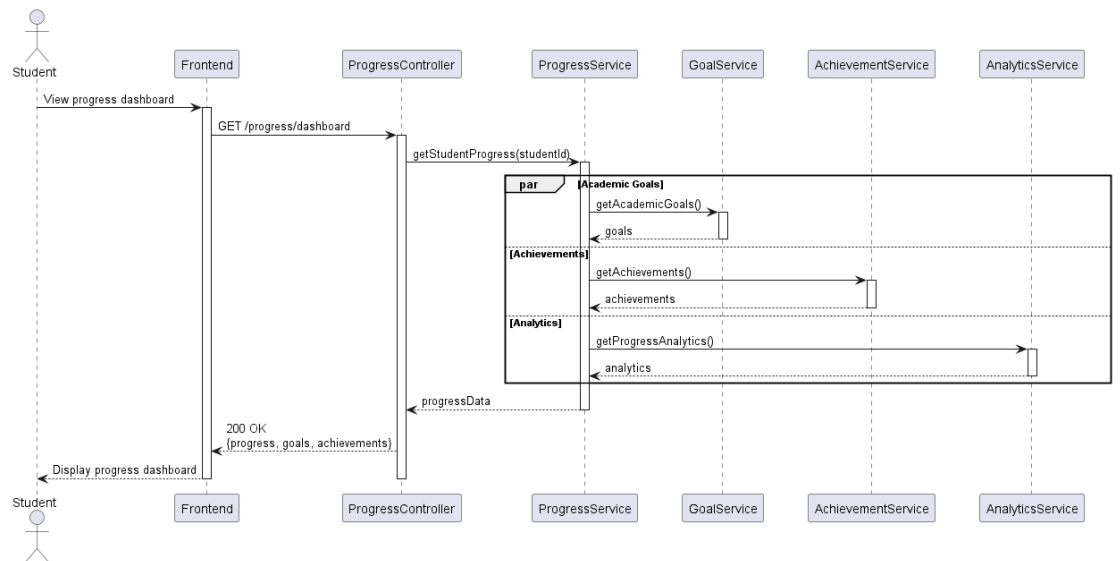 Student
Frontend
ProgressController
ProgressService
GoalService
AchievementService
AnalyticsService
View progress dashboard
GET /progress/dashboard
getStudentProgress(studentId)
par
[Academic Goals]
getAcademicGoals()
goals
[Achievements]
getAchievements()
achievements
[Analytics]
getProgressAnalytics()
analytics
progressData
200 OK
{progress, goals, achievements}
Display progress dashboard
Student
Frontend
ProgressController
ProgressService
GoalService
AchievementService
AnalyticsService